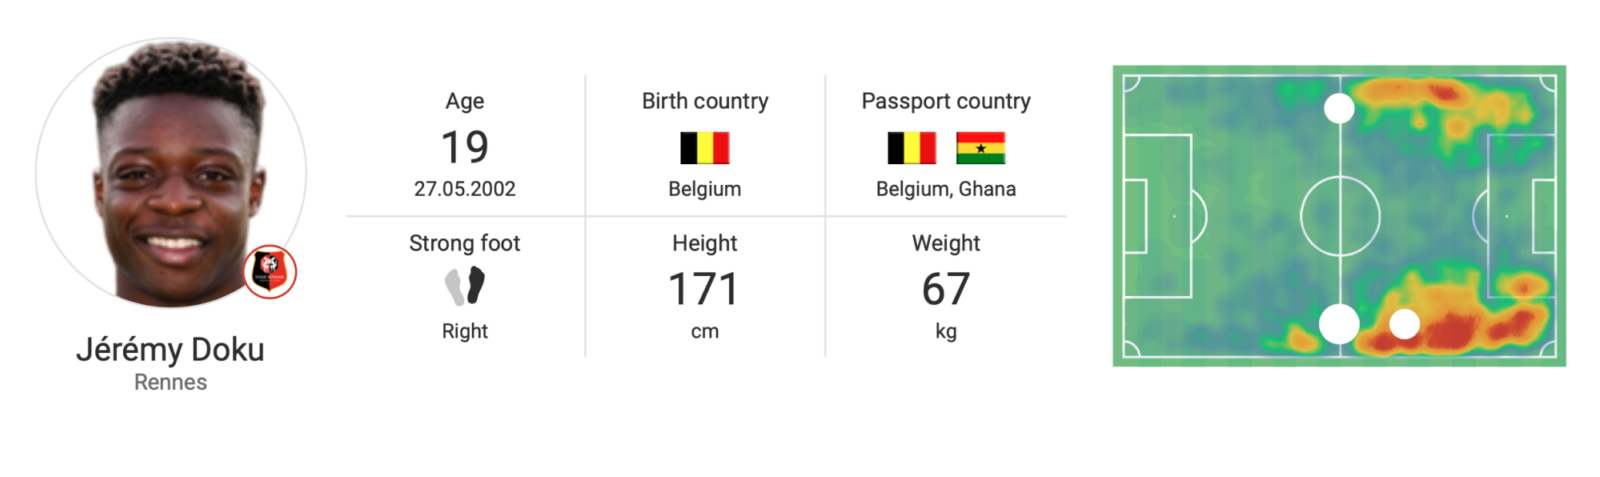 Jérémy Doku
Rennes
Age
19
27.05.2002
Birth country
Belgium
Passport country
Belgium, Ghana
Strong foot
Right
Height
171
cm
Weight
67
kg